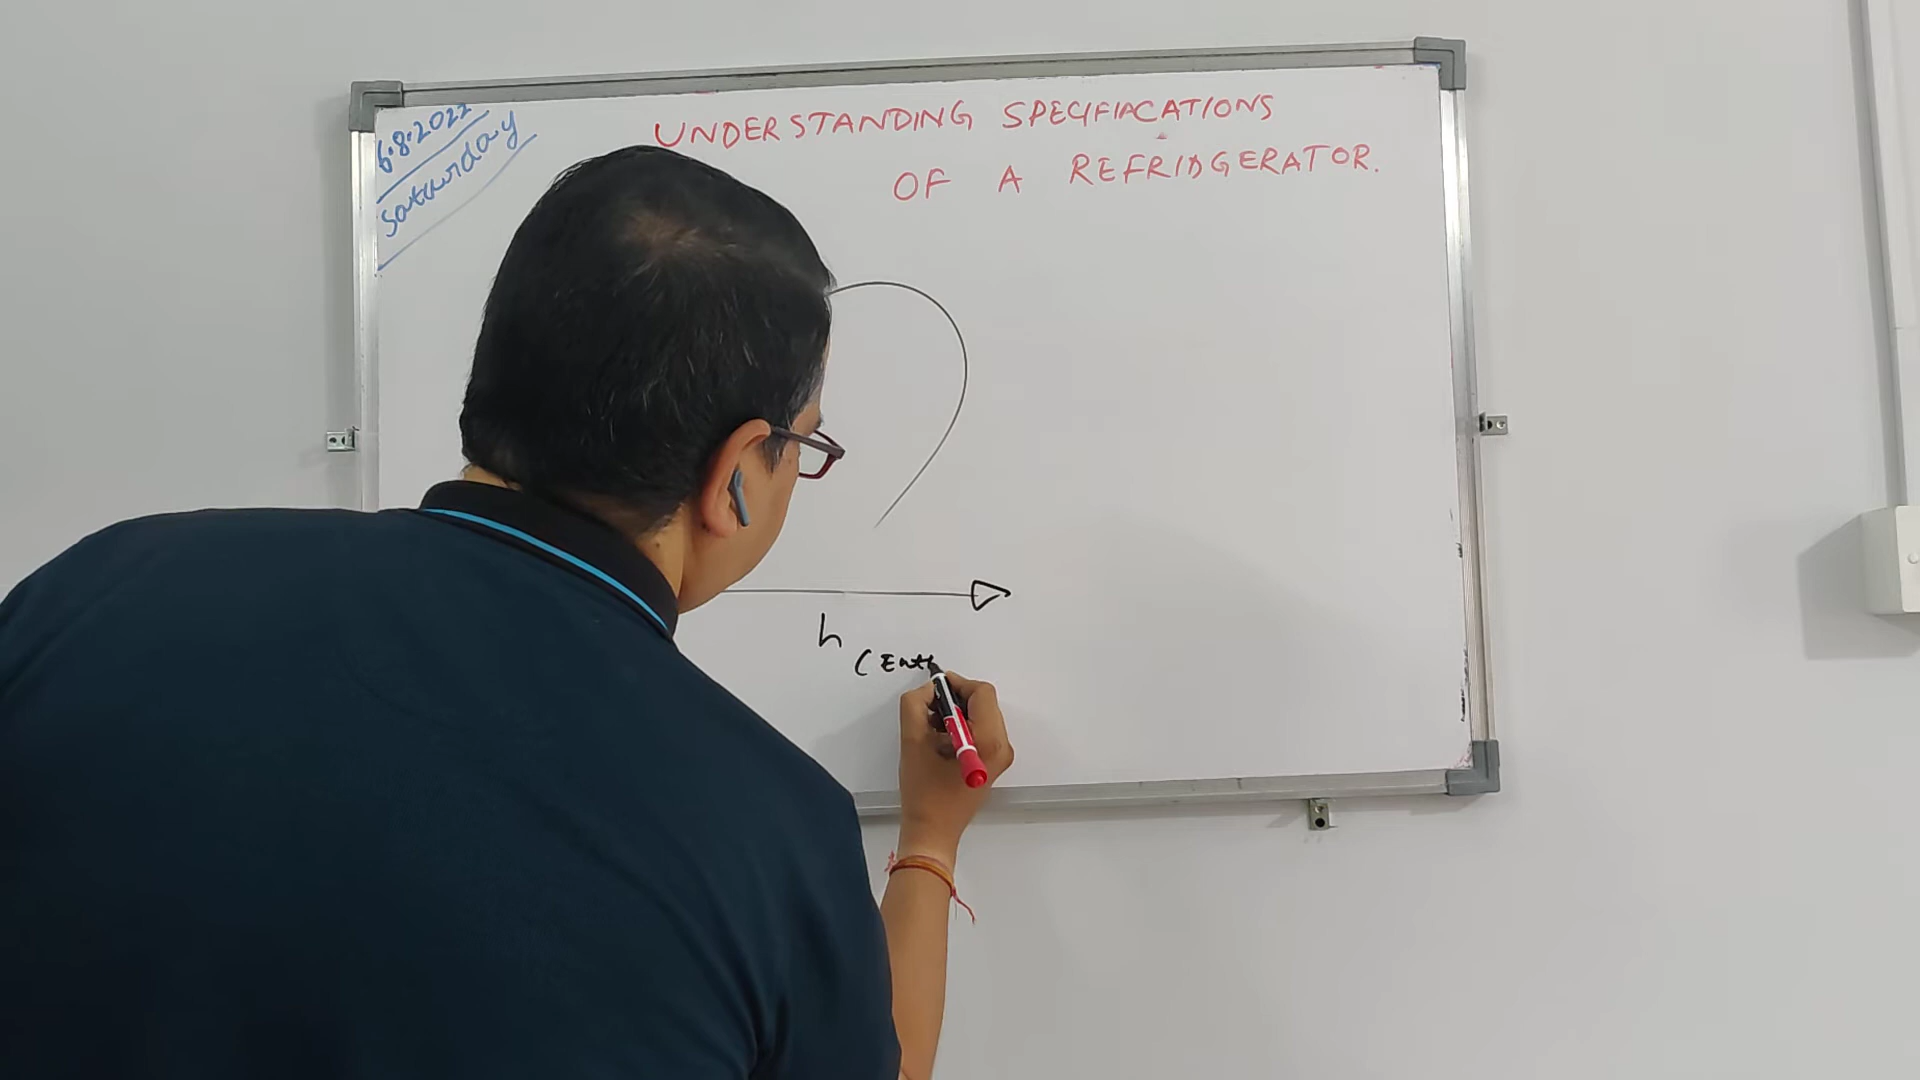 6.8.2022
Saturday
UNDERSTANDING SPECIFIACATIONS
OF A REFRIDGERATOR.
h
(Enth